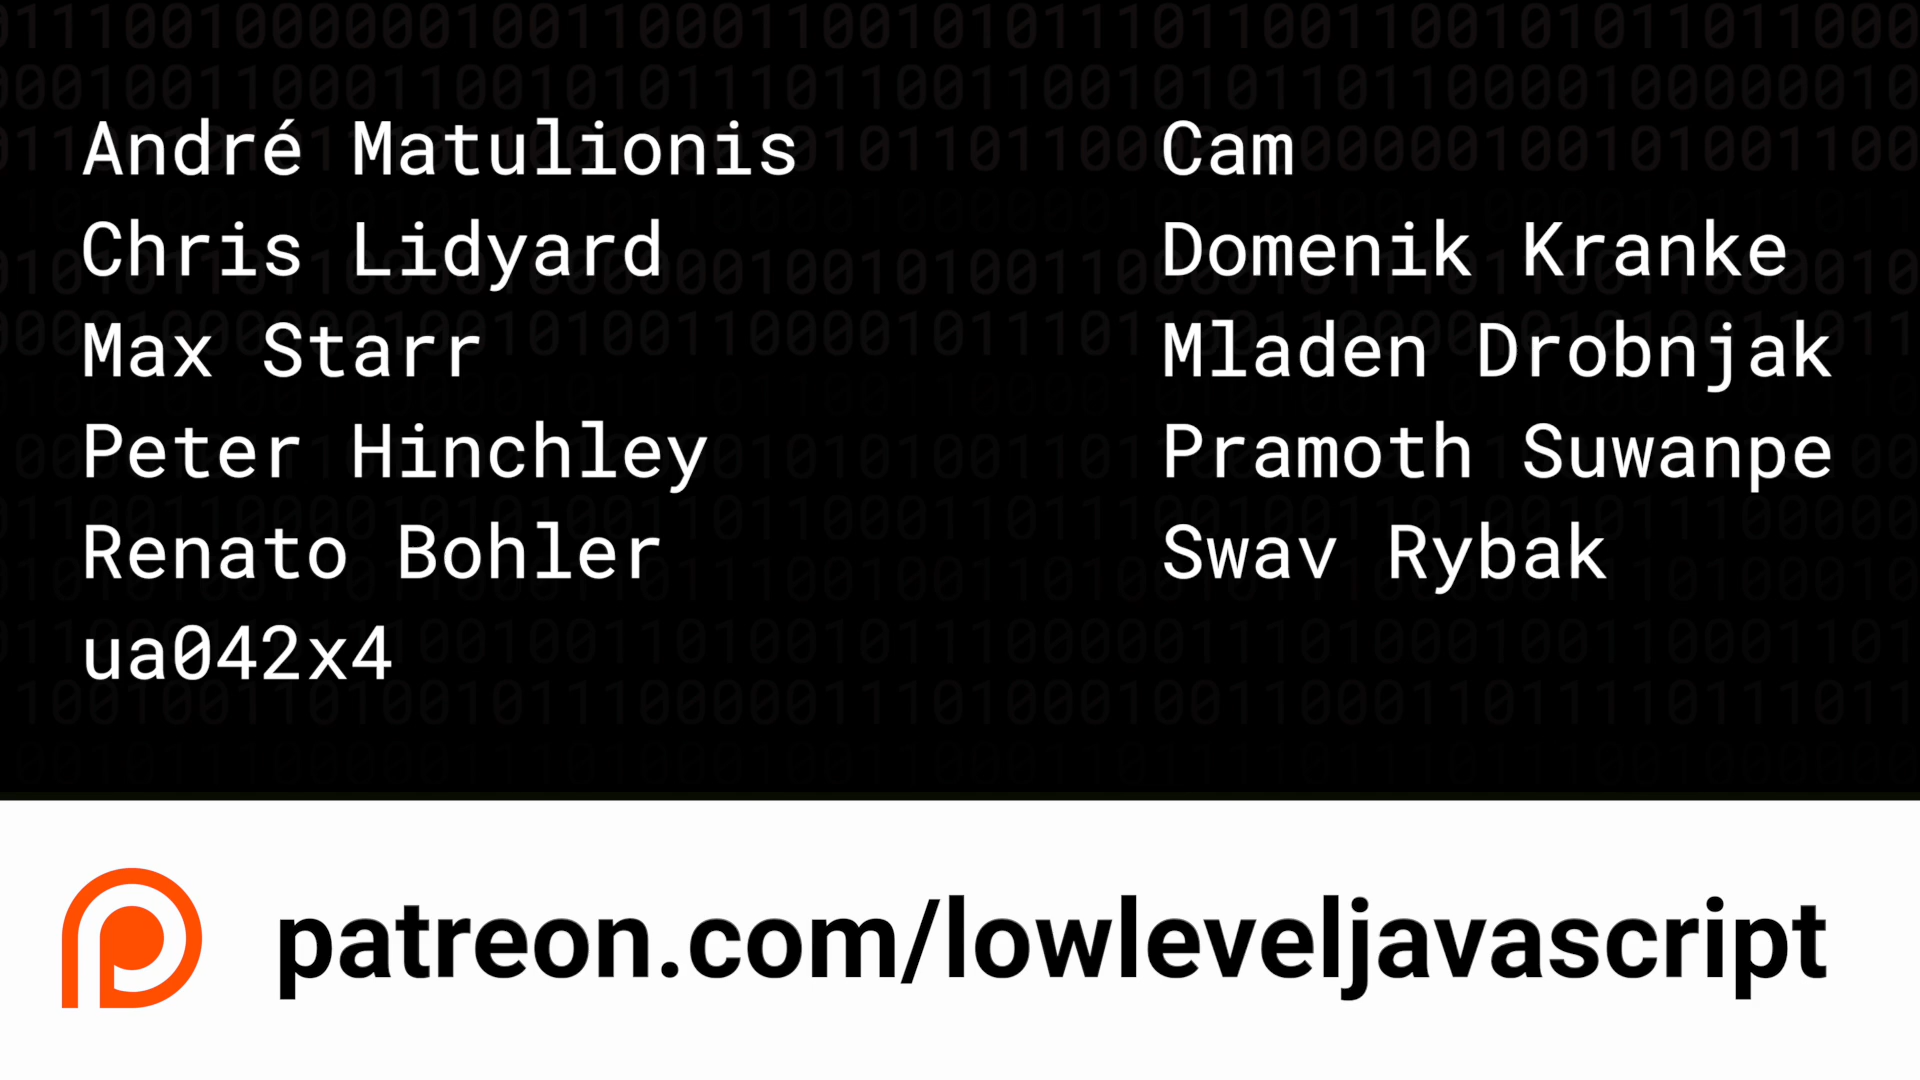 André Matulionis
Chris Lidyard
Max Starr
Peter Hinchley
Renato Bohler
ua042x4
Cam
Domenik Kranke
Mladen Drobnjak
Pramoth Suwanpe
Swav Rybak
patreon.com/lowleveljavascript